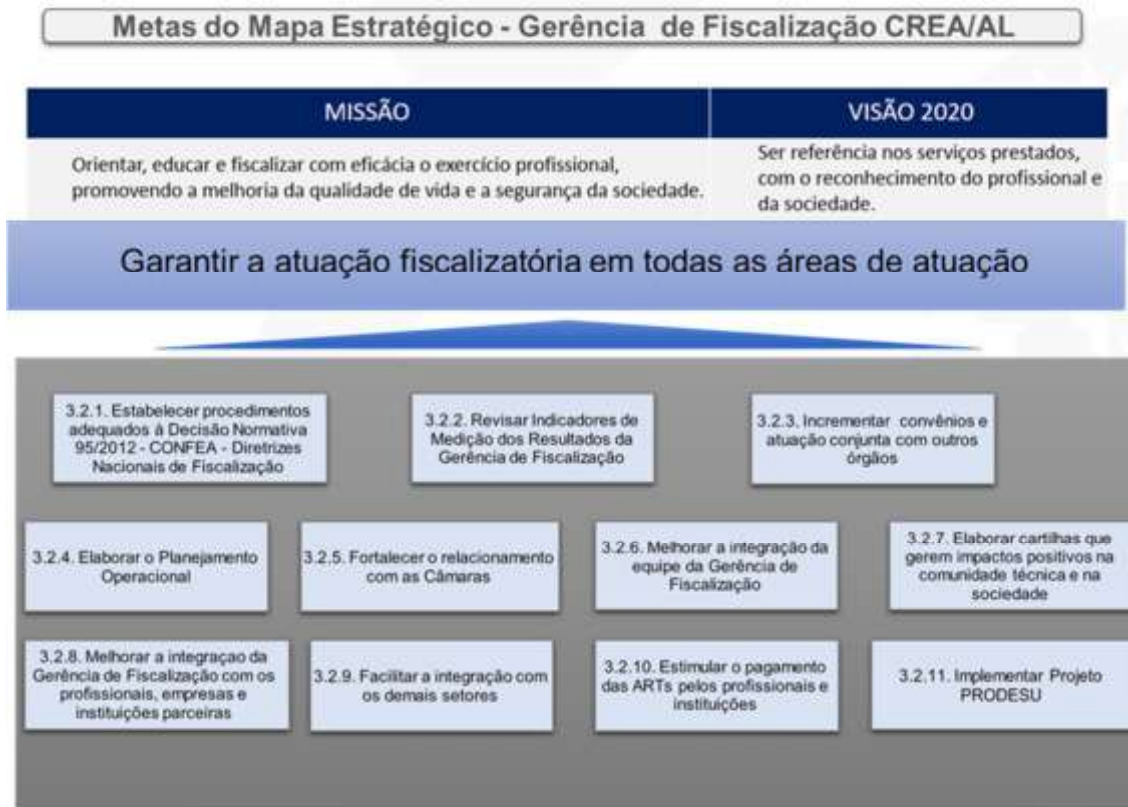 Metas do Mapa Estratégico - Gerência de Fiscalização CREA/AL
MISSÃO
VISÃO 2020
Orientar, educar e fiscalizar com eficácia o exercício profissional,
promovendo a melhoria da qualidade de vida e a segurança da sociedade.
Ser referência nos serviços prestados,
com o reconhecimento do profissional e
da sociedade.
Garantir a atuação fiscalizatória em todas as áreas de atuação
3.2.1. Estabelecer procedimentos
adequados à Decisão Normativa
95/2012 - CONFEA - Diretrizes
Nacionais de Fiscalização
3.2.2. Revisar Indicadores de
Medição dos Resultados da
Gerência de Fiscalização
3.2.3. Incrementar convênios e
atuação conjunta com outros
órgãos
3.2.4. Elaborar o Planejamento
Operacional
3.2.5. Fortalecer o relacionamento
com as Câmaras
3.2.6. Melhorar a integração da
equipe da Gerência de
Fiscalização
3.2.7. Elaborar cartilhas que
gerem impactos positivos na
comunidade técnica e na
sociedade
3.2.8. Melhorar a integraçao da
Gerência de Fiscalização com os
profissionais, empresas e
instituições parceiras
3.2.9. Facilitar a integração com
os demais setores
3.2.10. Estimular o pagamento
das ARTs pelos profissionais e
instituições
3.2.11. Implementar Projeto
PRODESU